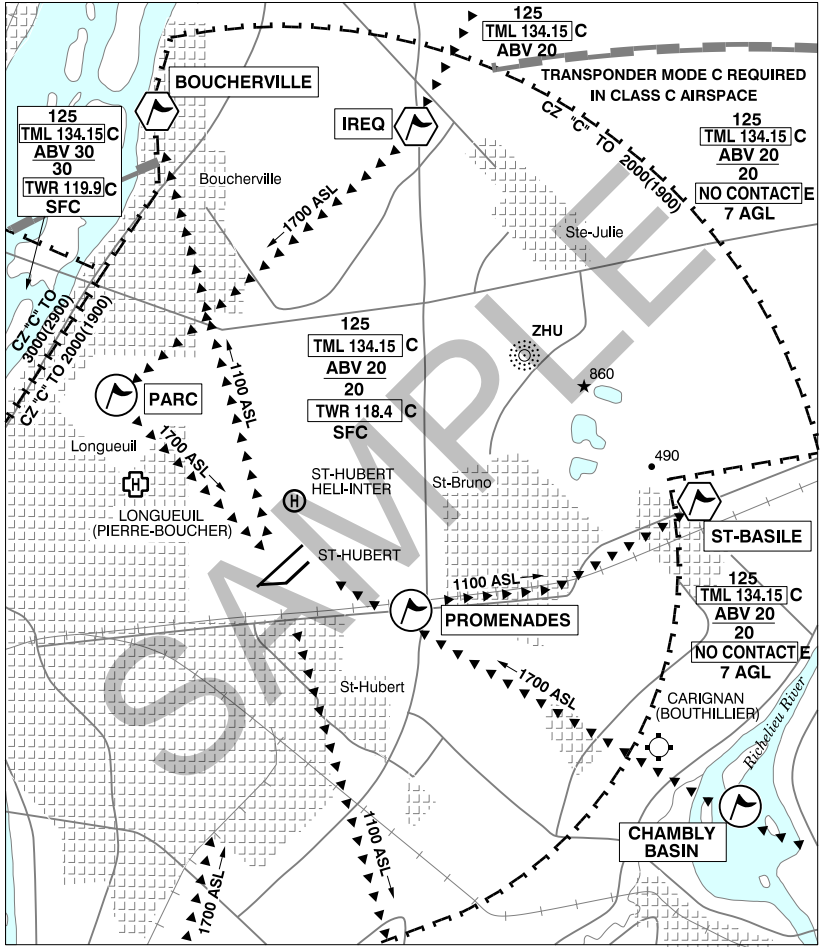 125
TML 134.15 C
ABV 20
TRANSPONDER MODE C REQUIRED
IN CLASS C AIRSPACE
BOUCHERVILLE
IREQ
125
TML 134.15 C
ABV 30
30
TWR 119.9 C
SFC
CZ "C" TO 2000(1900)
125
TML 134.15 C
ABV 20
20
NO CONTACT E
7 AGL
Boucherville
1700 ASL
Ste-Julie
CZ "C" TO
3000(2900)
CZ "C" TO 2000(1900)
125
TML 134.15 C
ABV 20
20
TWR 118.4 C
SFC
ZHU
860
1100 ASL
PARC
Longueuil
1700 ASL
490
ST-HUBERT
HELI-INTER
H
St-Bruno
H
LONGUEUIL
(PIERRE-BOUCHER)
ST-HUBERT
ST-BASILE
1100 ASL
PROMENADES
125
TML 134.15 C
ABV 20
20
NO CONTACT E
7 AGL
St-Hubert
1700 ASL
CARIGNAN
(BOUTHILLIER)
Richelieu River
CHAMBLY
BASIN
1100 ASL
1700 ASL
SAMPLE